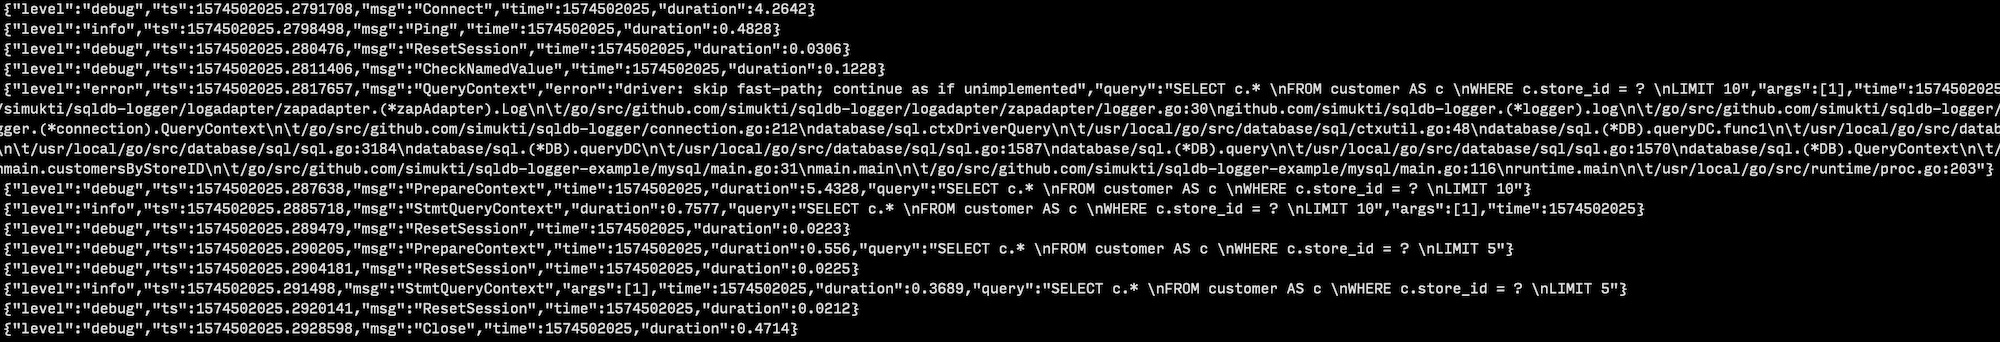 {"level":"debug","ts":1574502025.2791708,"msg":"Connect","time":1574502025,"duration":4.2642}
{"level":"info","ts":1574502025.2798498,"msg":"Ping","time":1574502025,"duration":0.4828}
{"level":"debug","ts":1574502025.280476,"msg":"ResetSession","time":1574502025,"duration":0.0306}
{"level":"debug","ts":1574502025.2811406,"msg":"CheckNamedValue","time":1574502025,"duration":0.1228}
{"level":"error","ts":1574502025.2817657,"msg":"QueryContext","error":"driver: skip fast-path; continue as if unimplemented","query":"SELECT c.* \nFROM customer AS c \nWHERE c.store_id = ? \nLIMIT 10","args":[1],"time":1574502025
/simukti/sqldb-logger/logadapter/zapadapter.(*zapAdapter).Log\n\t/go/src/github.com/simukti/sqldb-logger/logadapter/zapadapter/logger.go:30\ngithub.com/simukti/sqldb-logger.(*logger).log\n\t/go/src/github.com/simukti/sqldb-logger/
gger.(*connection).QueryContext\n\t/go/src/github.com/simukti/sqldb-logger/connection.go:212\ndatabase/sql.ctxDriverQuery\n\t/usr/local/go/src/database/sql/ctxutil.go:48\ndatabase/sql.(*DB).queryDC.func1\n\t/usr/local/go/src/datab
\n\t/usr/local/go/src/database/sql/sql.go:3184\ndatabase/sql.(*DB).queryDC\n\t/usr/local/go/src/database/sql/sql.go:1587\ndatabase/sql.(*DB).query\n\t/usr/local/go/src/database/sql/sql.go:1570\ndatabase/sql.(*DB).QueryContext\n\t/
nmain.customersByStoreID\n\t/go/src/github.com/simukti/sqldb-logger-example/mysql/main.go:31\nmain.main\n\t/go/src/github.com/simukti/sqldb-logger-example/mysql/main.go:116\nruntime.main\n\t/usr/local/go/src/runtime/proc.go:203"}
{"level":"debug","ts":1574502025.287638,"msg":"PrepareContext","time":1574502025,"duration":5.4328,"query":"SELECT c.* \nFROM customer AS c \nWHERE c.store_id = ? \nLIMIT 10"}
{"level":"info","ts":1574502025.2885718,"msg":"StmtQueryContext","duration":0.7577,"query":"SELECT c.* \nFROM customer AS c \nWHERE c.store_id = ? \nLIMIT 10","args":[1],"time":1574502025}
{"level":"debug","ts":1574502025.289479,"msg":"ResetSession","time":1574502025,"duration":0.0223}
{"level":"debug","ts":1574502025.290205,"msg":"PrepareContext","time":1574502025,"duration":0.556,"query":"SELECT c.* \nFROM customer AS c \nWHERE c.store_id = ? \nLIMIT 5"}
{"level":"debug","ts":1574502025.2904181,"msg":"ResetSession","time":1574502025,"duration":0.0225}
{"level":"info","ts":1574502025.291498,"msg":"StmtQueryContext","args":[1],"time":1574502025,"duration":0.3689,"query":"SELECT c.* \nFROM customer AS c \nWHERE c.store_id = ? \nLIMIT 5"}
{"level":"debug","ts":1574502025.2920141,"msg":"ResetSession","time":1574502025,"duration":0.0212}
{"level":"debug","ts":1574502025.2928598,"msg":"Close","time":1574502025,"duration":0.4714}